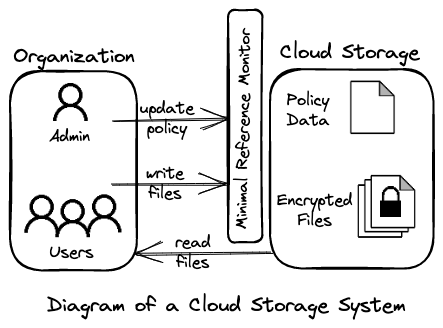 Organization
Admin
Users
update
policy
write
files
read
files
Minimal Reference Monitor
Cloud Storage
Policy
Data
Encrypted
Files
Diagram of a Cloud Storage System